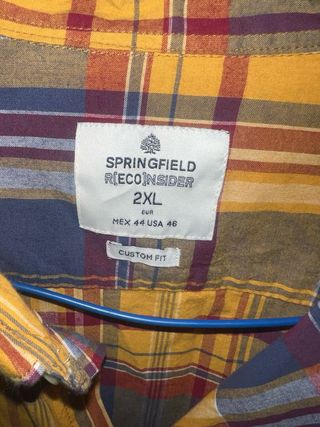 SPRINGFIELD
R[ECO]NSIDER
2XL
EUR
MEX 44 USA 46
CUSTOM FIT